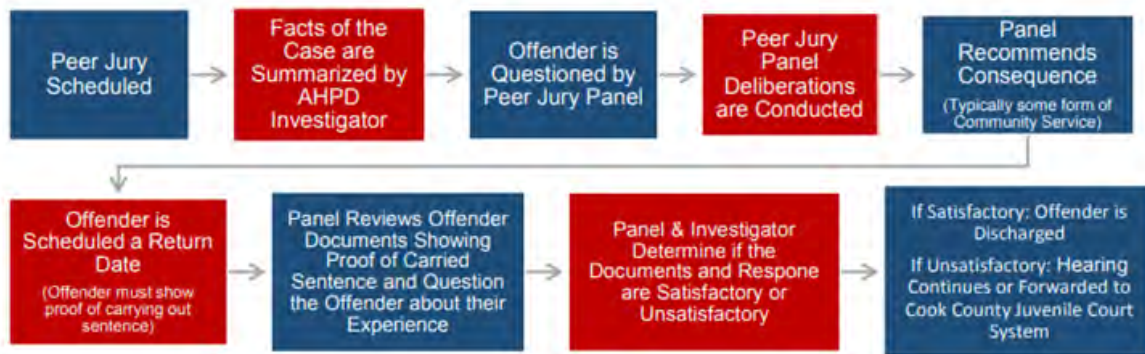 Peer Jury
Scheduled
Facts of the
Case are
Summarized by
AHPD
Investigator
Offender is
Questioned by
Peer Jury Panel
Peer Jury
Panel
Deliberations
are Conducted
Panel
Recommends
Consequence
(Typically some form of
Community Service)
Offender is
Scheduled a Return
Date
(Offender must show
proof of carrying out
sentence)
Panel Reviews Offender
Documents Showing
Proof of Carried
Sentence and Question
the Offender about their
Experience
Panel & Investigator
Determine if the
Documents and Respone
are Satisfactory or
Unsatisfactory
If Satisfactory: Offender is
Discharged
If Unsatisfactory: Hearing
Continues or Forwarded to
Cook County Juvenile Court
System